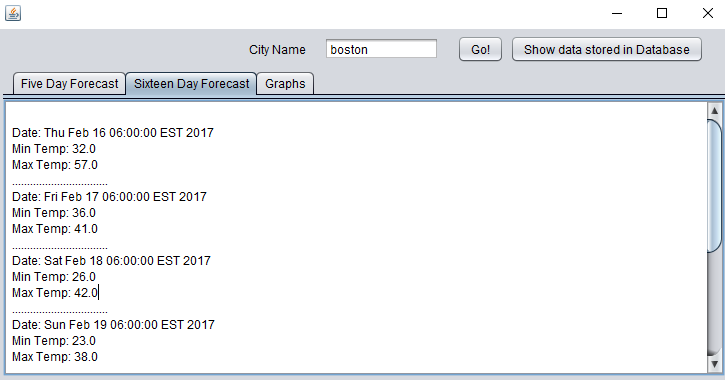 City Name boston Go! Show data stored in Database
Five Day Forecast Sixteen Day Forecast Graphs
Date: Thu Feb 16 06:00:00 EST 2017
Min Temp: 32.0
Max Temp: 57.0
................................
Date: Fri Feb 17 06:00:00 EST 2017
Min Temp: 36.0
Max Temp: 41.0
................................
Date: Sat Feb 18 06:00:00 EST 2017
Min Temp: 26.0
Max Temp: 42.0
................................
Date: Sun Feb 19 06:00:00 EST 2017
Min Temp: 23.0
Max Temp: 38.0